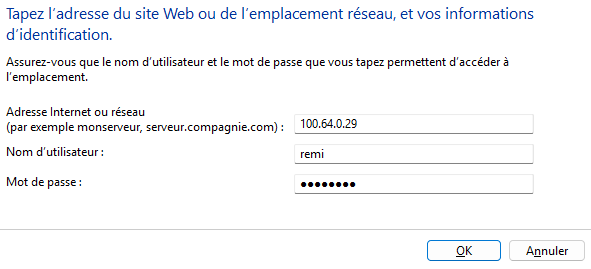 Tapez l'adresse du site Web ou de l'emplacement réseau, et vos informations
d'identification.
Assurez-vous que le nom d'utilisateur et le mot de passe que vous tapez permettent d'accéder à
l'emplacement.
Adresse Internet ou réseau
(par exemple monserveur, serveur.compagnie.com) : 100.64.0.29
Nom d'utilisateur : remi
Mot de passe : ●●●●●●●●
OK Annuler